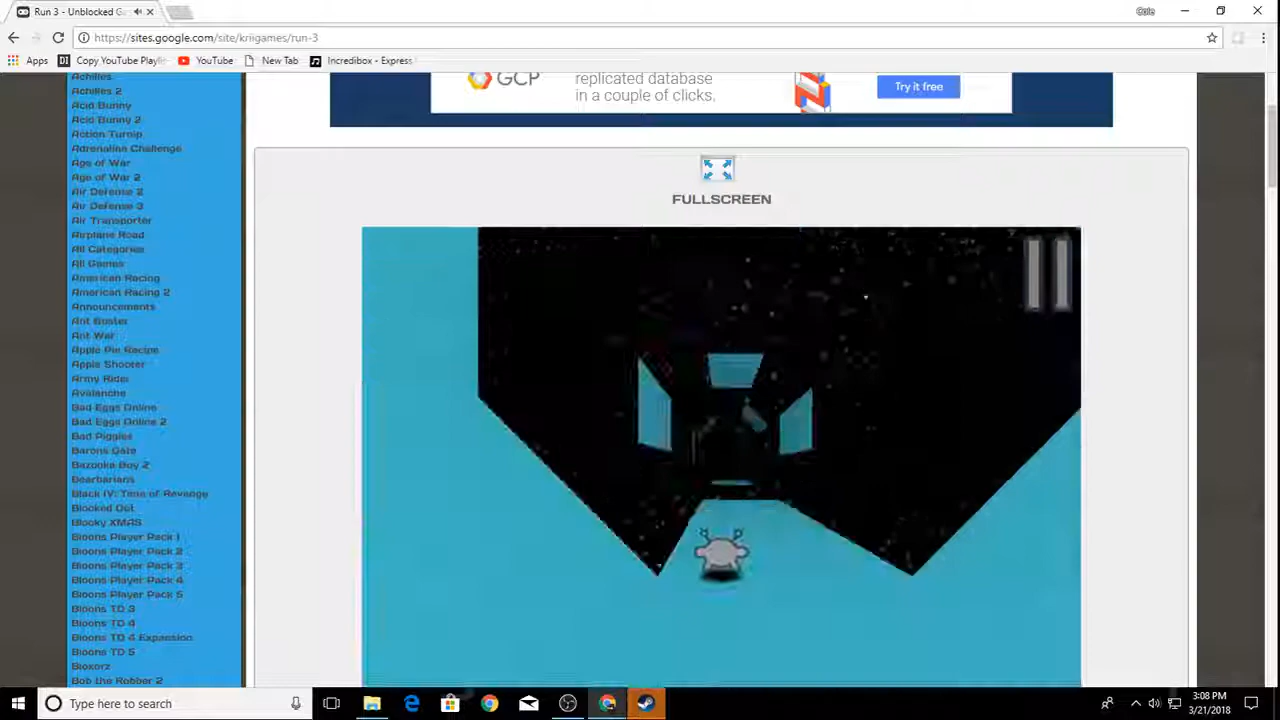 Run 3 - Unblocked G
Cole
https://sites.google.com/site/kriigames/run-3
Apps
Copy YouTube Playli
YouTube
New Tab
Incredibox - Express
GCP
replicated database
in a couple of clicks.
Try it free
FULLSCREEN
Achilles
Achilles 2
Acid Bunny
Acid Bunny 2
Action Turnip
Adrenaline Challenge
Age of War
Age of War 2
Air Defense 2
Air Defense 3
Air Transporter
Airplane Road
All Categories
All Games
American Racing
American Racing 2
Announcements
Ant Buster
Ant War
Apple Pie Recipe
Apple Shooter
Army Rider
Avalanche
Bad Eggs Online
Bad Eggs Online 2
Bad Piggies
Barons Gate
Bazooka Boy 2
Bearbarians
Black IV: Time of Revenge
Blocked Out
Blocky XMAS
Bloons Player Pack 1
Bloons Player Pack 2
Bloons Player Pack 3
Bloons Player Pack 4
Bloons Player Pack 5
Bloons TD 3
Bloons TD 4
Bloons TD 4 Expansion
Bloons TD 5
Bloxorz
Bob the Robber 2
Type here to search
3:08 PM
3/21/2018